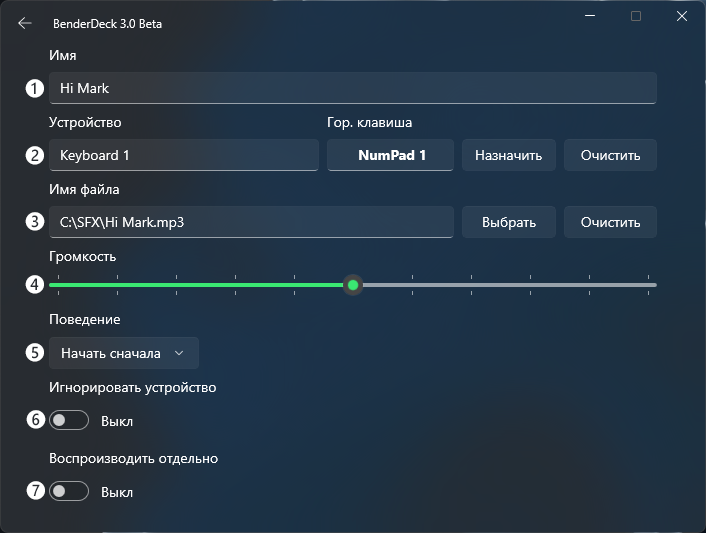 BenderDeck 3.0 Beta
Имя
1 Hi Mark
Устройство Гор. клавиша
2 Keyboard 1 NumPad 1 Назначить Очистить
Имя файла
3 C:\SFX\Hi Mark.mp3 Выбрать Очистить
Громкость
4
Поведение
5 Начать сначала
Игнорировать устройство
6 Выкл
Воспроизводить отдельно
7 Выкл